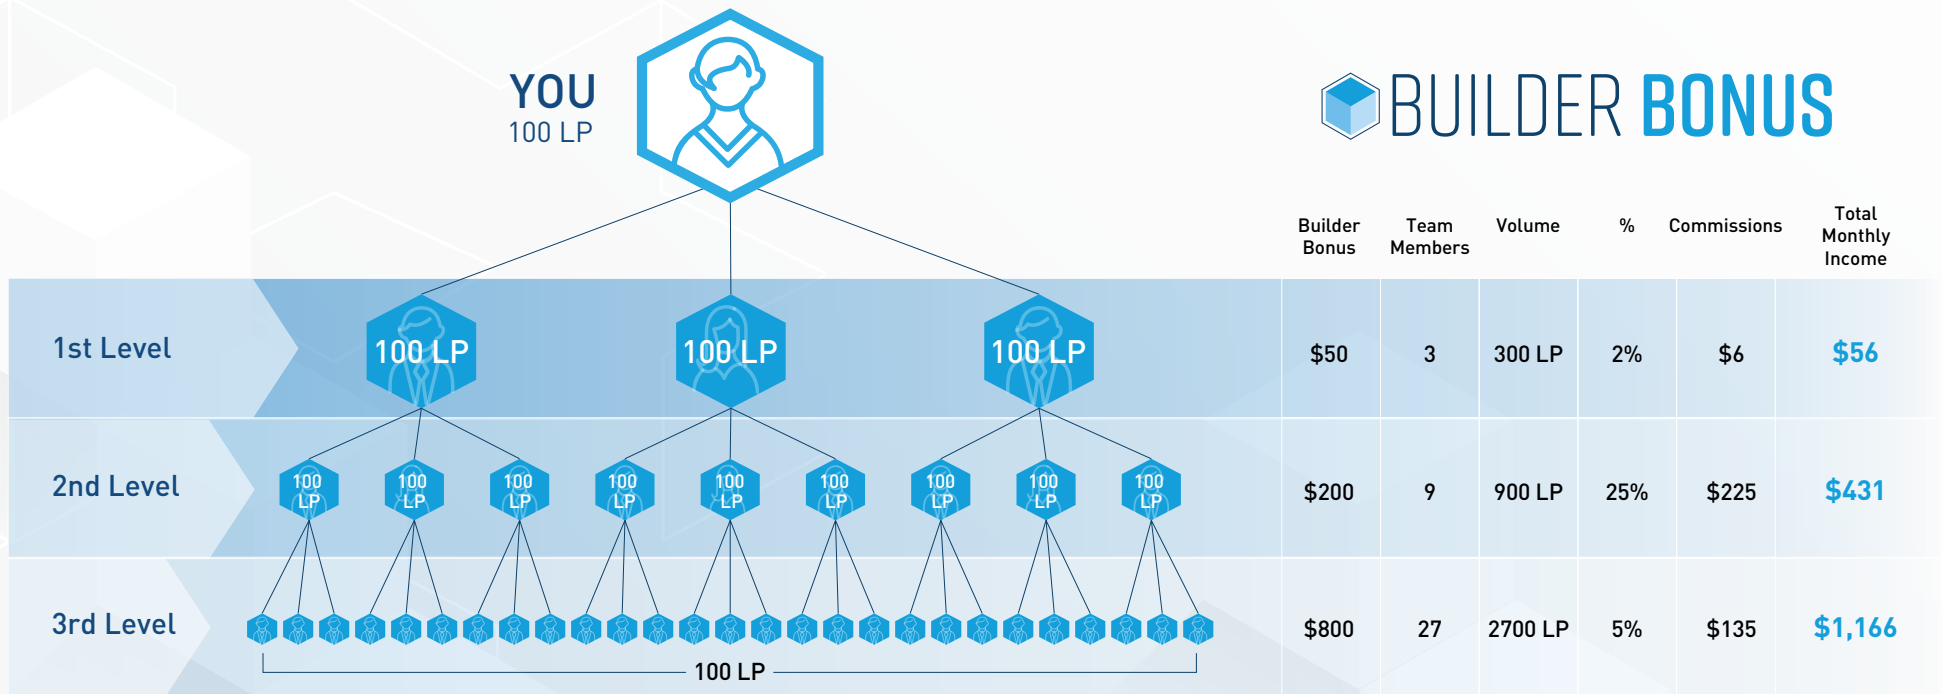 YOU
100 LP
BUILDER BONUS
Builder Bonus
Team Members
Volume
%
Commissions
Total Monthly Income
1st Level
100 LP
100 LP
100 LP
$50
3
300 LP
2%
$6
$56
2nd Level
100 LP
100 LP
100 LP
100 LP
100 LP
100 LP
100 LP
100 LP
100 LP
$200
9
900 LP
25%
$225
$431
3rd Level
$800
27
2700 LP
5%
$135
$1,166
100 LP